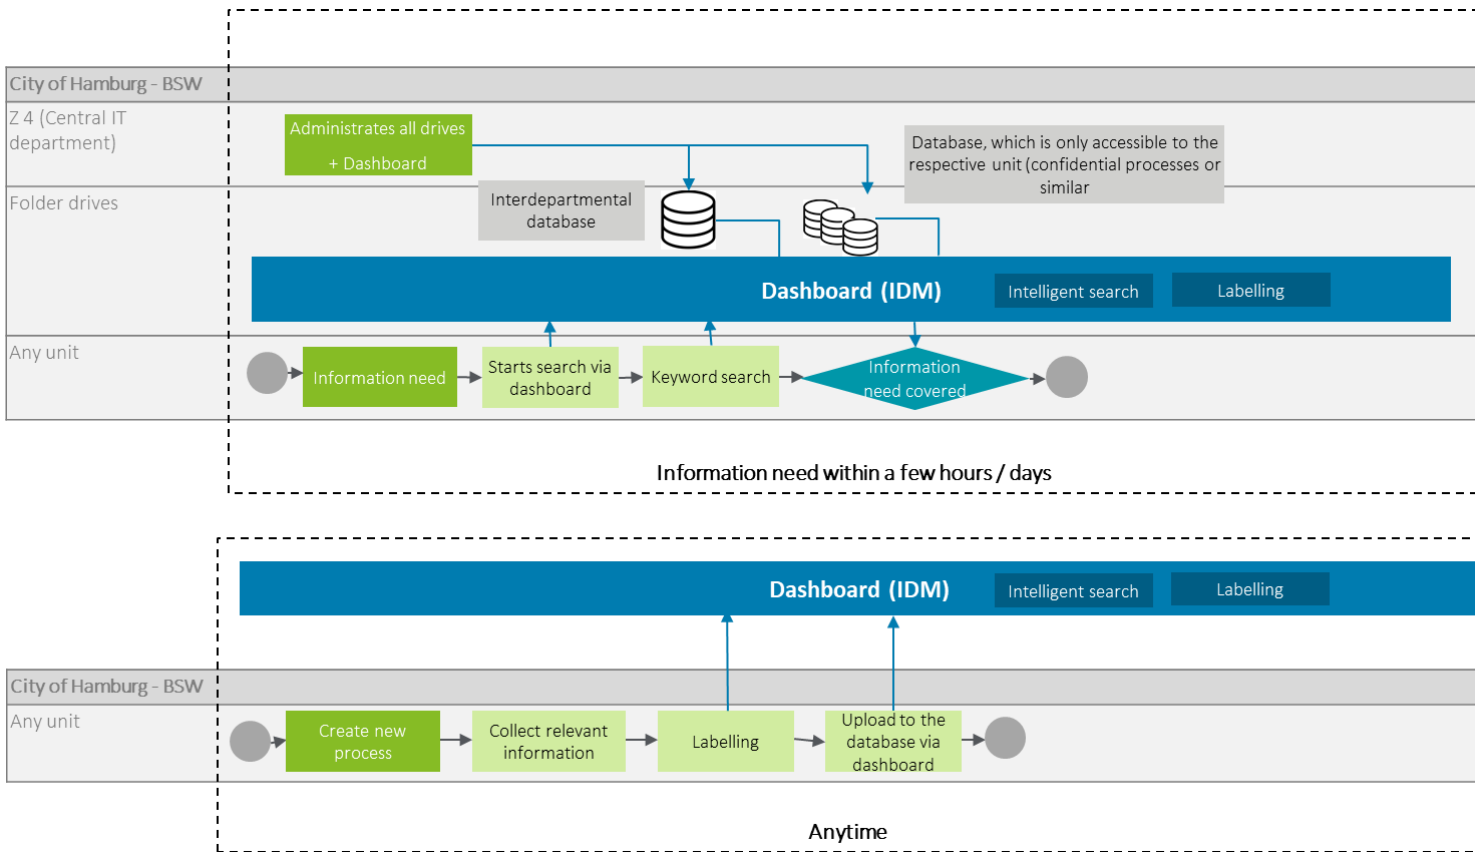 City of Hamburg - BSW
Z 4 (Central IT
department)
Administrates all drives
+ Dashboard
Database, which is only accessible to the
respective unit (confidential processes or
similar
Folder drives
Interdepartmental
database
Dashboard (IDM)
Intelligent search
Labelling
Any unit
Information need
Starts search via
dashboard
Keyword search
Information
need covered
Information need within a few hours / days
Dashboard (IDM)
Intelligent search
Labelling
City of Hamburg - BSW
Any unit
Create new
process
Collect relevant
information
Labelling
Upload to the
database via
dashboard
Anytime